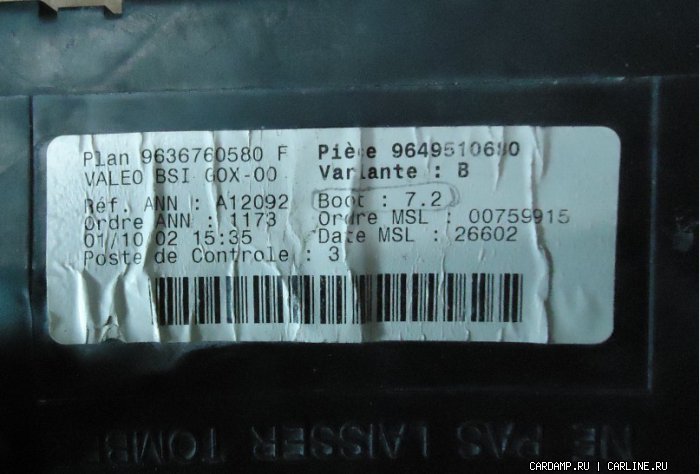 Plan 9636760580 F Pièce 9649510680
VALEO BSI G0X-00 Variante : B
Réf. ANN : A12092 Boot : 7.2
Ordre ANN : 1173 Ordre MSL : 00759915
01/10 02 15:35 Date MSL : 26602
Poste de Controle : 3
NE PAS LAISSER TOMBE
CARDAMP.RU | CARLINE.RU